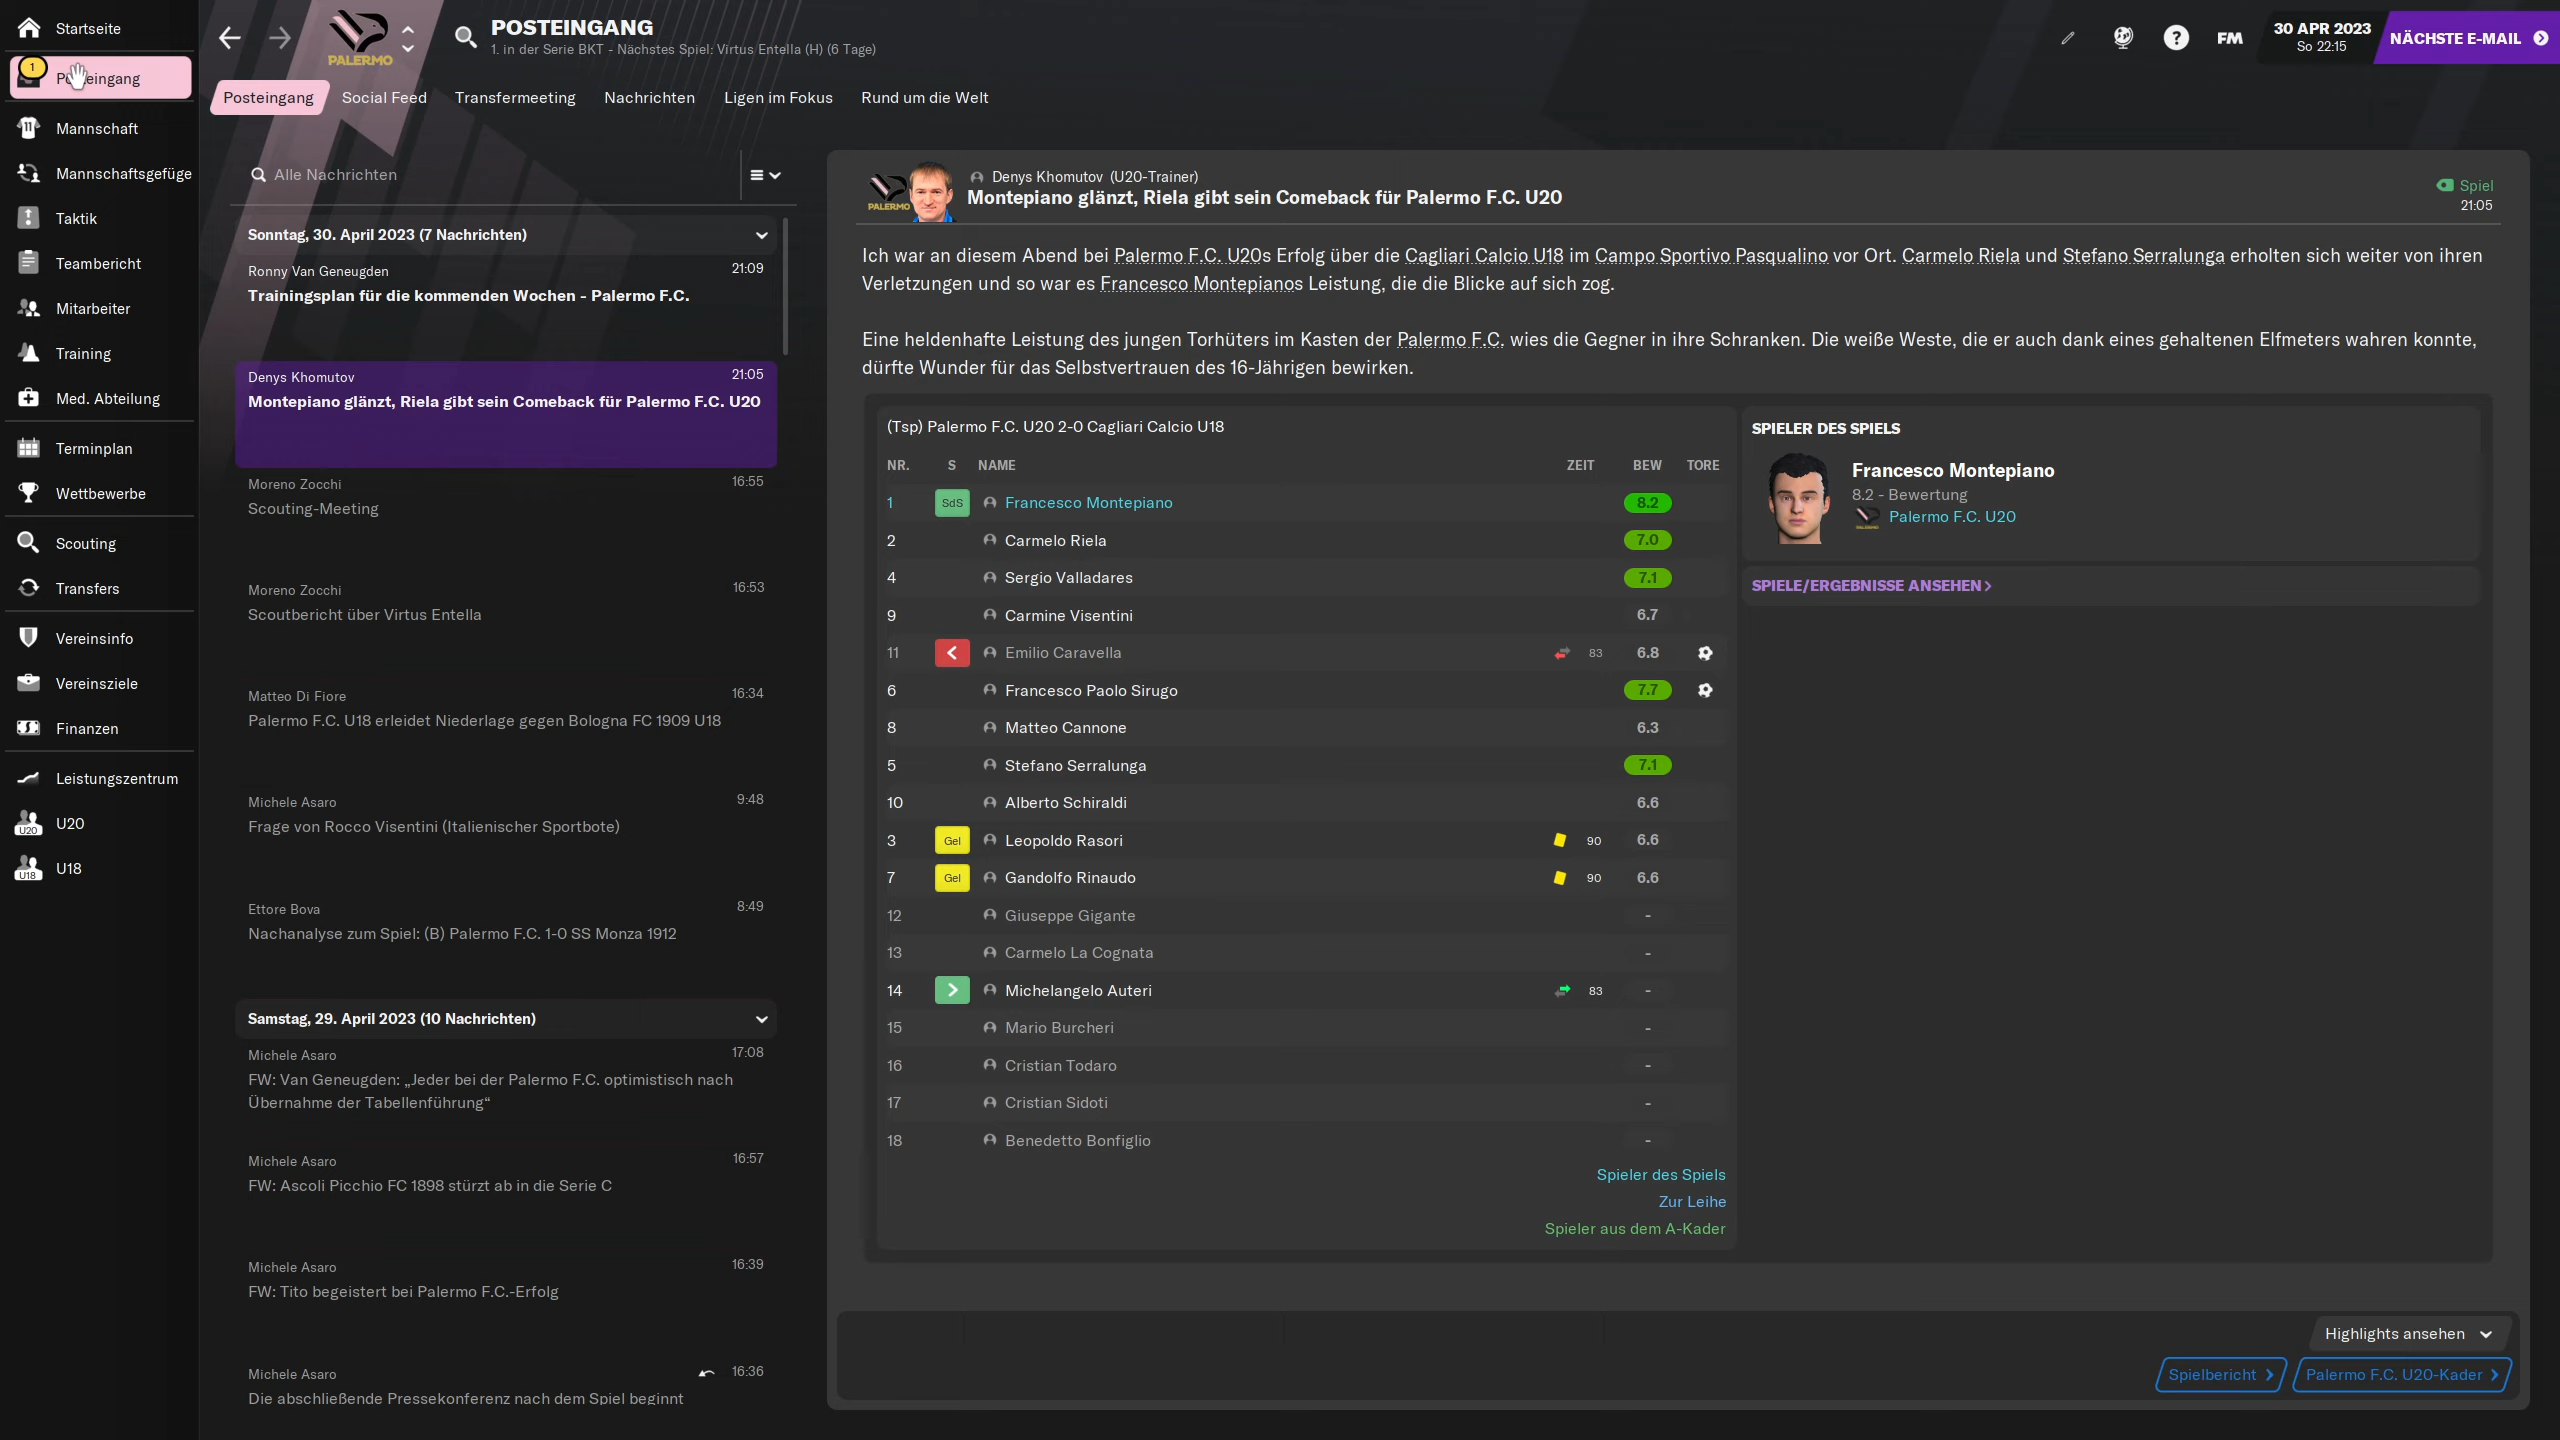 Startseite
1
Posteingang
Mannschaft
Mannschaftsgefüge
Taktik
Teambericht
Mitarbeiter
Training
Med. Abteilung
Terminplan
Wettbewerbe
Scouting
Transfers
Vereinsinfo
Vereinsziele
Finanzen
Leistungszentrum
U20 U20
U18 U18
PALERMO
POSTEINGANG
1. in der Serie BKT - Nächstes Spiel: Virtus Entella (H) (6 Tage)
? FM
30 APR 2023
So 22:15
NÄCHSTE E-MAIL
Posteingang Social Feed Transfermeeting Nachrichten Ligen im Fokus Rund um die Welt
Alle Nachrichten
Sonntag, 30. April 2023 (7 Nachrichten)
Ronny Van Geneugden 21:09
Trainingsplan für die kommenden Wochen - Palermo F.C.
Denys Khomutov 21:05
Montepiano glänzt, Riela gibt sein Comeback für Palermo F.C. U20
Moreno Zocchi 16:55
Scouting-Meeting
Moreno Zocchi 16:53
Scoutbericht über Virtus Entella
Matteo Di Fiore 16:34
Palermo F.C. U18 erleidet Niederlage gegen Bologna FC 1909 U18
Michele Asaro 9:48
Frage von Rocco Visentini (Italienischer Sportbote)
Ettore Bova 8:49
Nachanalyse zum Spiel: (B) Palermo F.C. 1-0 SS Monza 1912
Samstag, 29. April 2023 (10 Nachrichten)
Michele Asaro 17:08
FW: Van Geneugden: „Jeder bei der Palermo F.C. optimistisch nach
Übernahme der Tabellenführung“
Michele Asaro 16:57
FW: Ascoli Picchio FC 1898 stürzt ab in die Serie C
Michele Asaro 16:39
FW: Tito begeistert bei Palermo F.C.-Erfolg
Michele Asaro 16:36
Die abschließende Pressekonferenz nach dem Spiel beginnt
PALERMO
Denys Khomutov (U20-Trainer)
Montepiano glänzt, Riela gibt sein Comeback für Palermo F.C. U20
Spiel
21:05
Ich war an diesem Abend bei Palermo F.C. U20s Erfolg über die Cagliari Calcio U18 im Campo Sportivo Pasqualino vor Ort. Carmelo Riela und Stefano Serralunga erholten sich weiter von ihren
Verletzungen und so war es Francesco Montepianos Leistung, die die Blicke auf sich zog.
Eine heldenhafte Leistung des jungen Torhüters im Kasten der Palermo F.C. wies die Gegner in ihre Schranken. Die weiße Weste, die er auch dank eines gehaltenen Elfmeters wahren konnte,
dürfte Wunder für das Selbstvertrauen des 16-Jährigen bewirken.
(Tsp) Palermo F.C. U20 2-0 Cagliari Calcio U18
NR. S NAME ZEIT BEW TORE
1 SdS Francesco Montepiano 8.2
2 Carmelo Riela 7.0
4 Sergio Valladares 7.1
9 Carmine Visentini 6.7
11 Emilio Caravella 83 6.8
6 Francesco Paolo Sirugo 7.7
8 Matteo Cannone 6.3
5 Stefano Serralunga 7.1
10 Alberto Schiraldi 6.6
3 Gel Leopoldo Rasori 90 6.6
7 Gel Gandolfo Rinaudo 90 6.6
12 Giuseppe Gigante -
13 Carmelo La Cognata -
14 Michelangelo Auteri 83 -
15 Mario Burcheri -
16 Cristian Todaro -
17 Cristian Sidoti -
18 Benedetto Bonfiglio -
Spieler des Spiels
Zur Leihe
Spieler aus dem A-Kader
SPIELER DES SPIELS
Francesco Montepiano
8.2 - Bewertung
Palermo F.C. U20
SPIELE/ERGEBNISSE ANSEHEN
Highlights ansehen
Spielbericht
Palermo F.C. U20-Kader